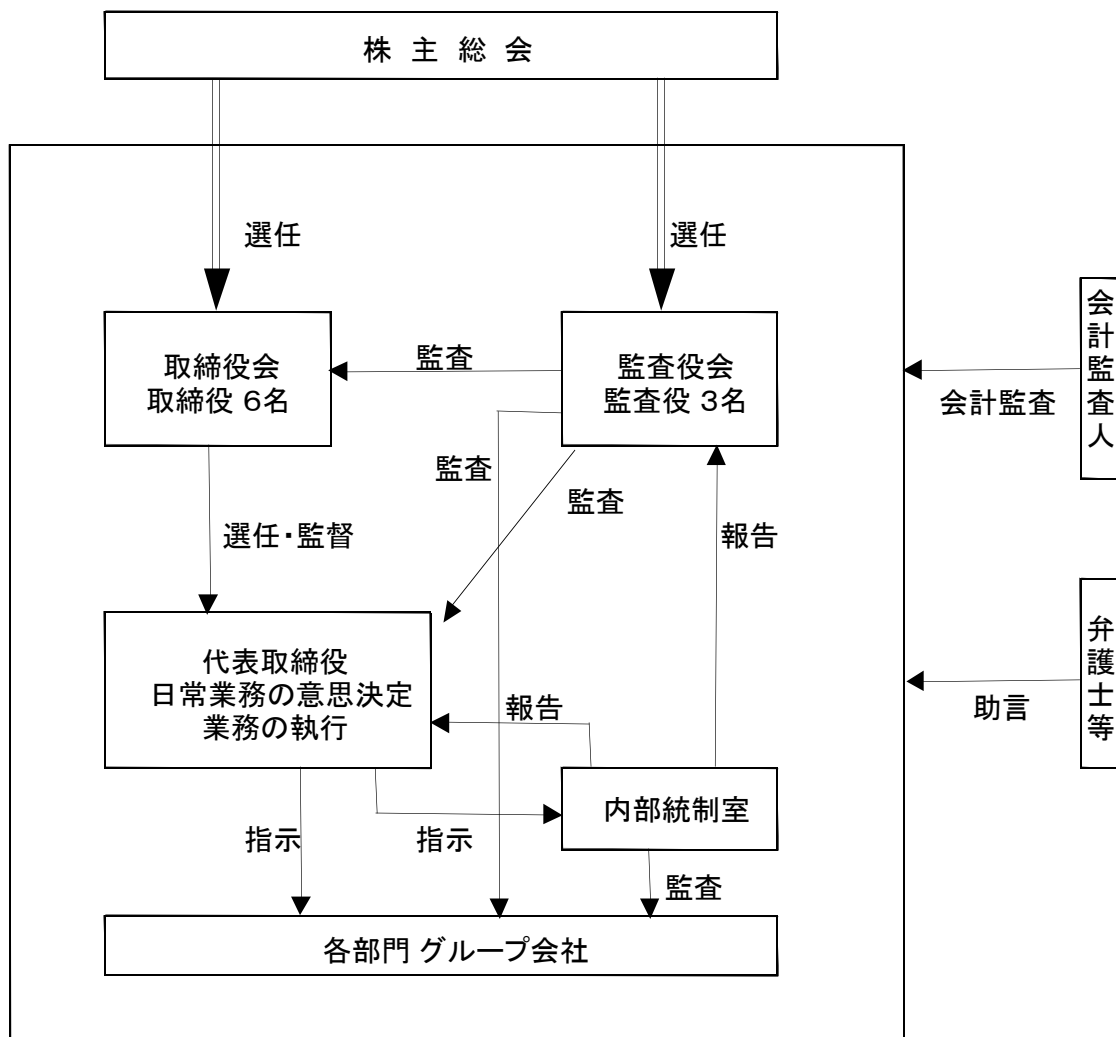 株 主 総 会
選任
選任
取締役会
取締役 6名
監査
監査役会
監査役 3名
会計監査
会計監査人
監査
監査
選任・監督
報告
代表取締役
日常業務の意思決定
業務の執行
報告
助言
弁護士等
内部統制室
指示
指示
監査
各部門 グループ会社